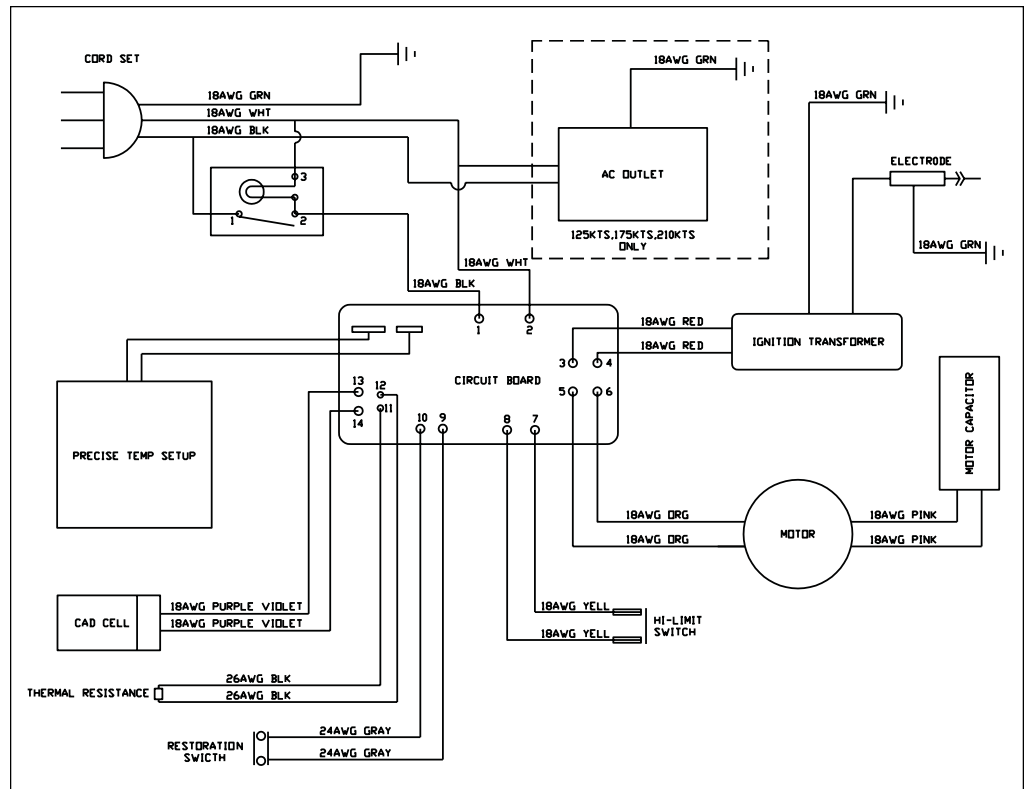 CORD SET
18AWG GRN
18AWG WHT
18AWG BLK
3
1
2
18AWG GRN
AC OUTLET
125KTS,175KTS,210KTS
ONLY
18AWG GRN
ELECTRODE
18AWG GRN
18AWG WHT
18AWG BLK
1
2
18AWG RED
18AWG RED
IGNITION TRANSFORMER
3
4
5
6
CIRCUIT BOARD
13
12
11
14
10
9
8
7
PRECISE TEMP SETUP
MOTOR CAPACITOR
18AWG ORG
18AWG ORG
MOTOR
18AWG PINK
18AWG PINK
CAD CELL
18AWG PURPLE VIOLET
18AWG PURPLE VIOLET
18AWG YELL
18AWG YELL
HI-LIMIT
SWITCH
THERMAL RESISTANCE
26AWG BLK
26AWG BLK
RESTORATION
SWICTH
24AWG GRAY
24AWG GRAY